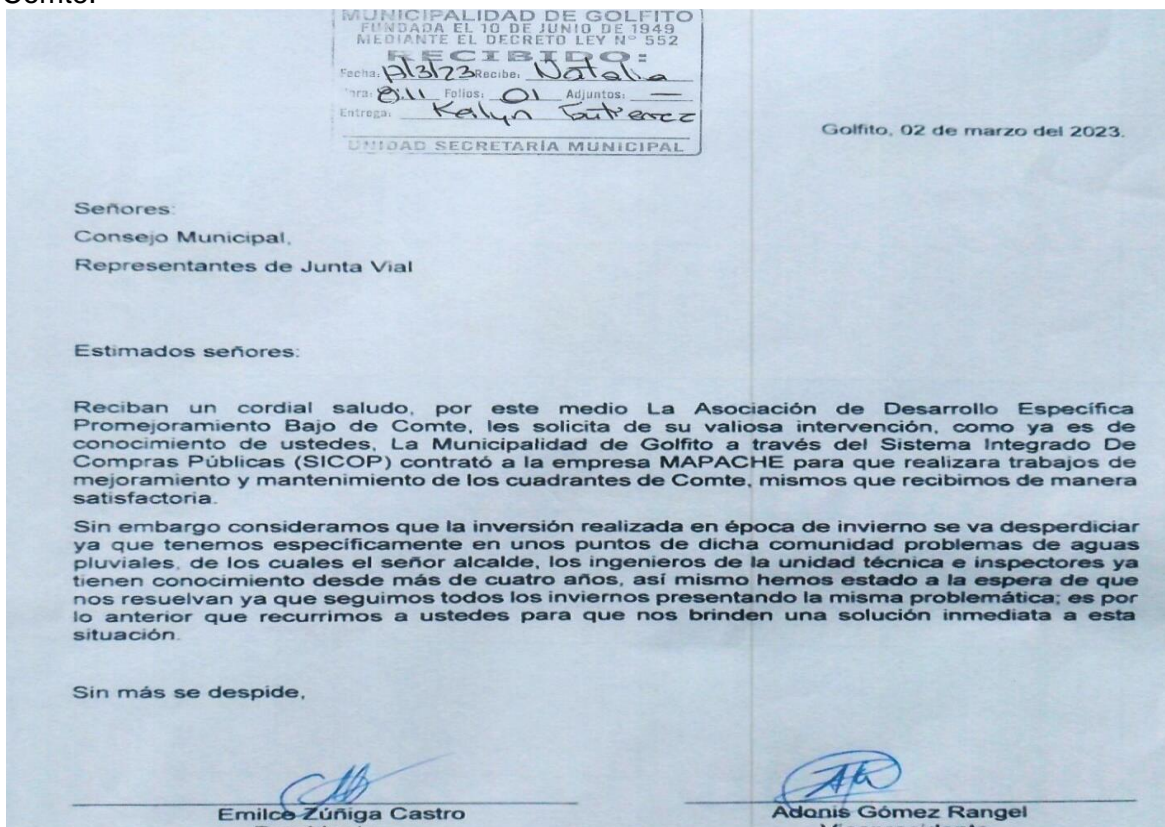 Comte.
MUNICIPALIDAD DE GOLFITO
FUNDADA EL 10 DE JUNIO DE 1949
MEDIANTE EL DECRETO LEY N° 552
RECIBIDO:
Fecha: /3/23 Recibe: Natalia
Hora: 8:11 Folios: 01 Adjuntos: —
Entrega: Kalyn Gutierrez
UNIDAD SECRETARÍA MUNICIPAL
Golfito, 02 de marzo del 2023.
Señores:
Consejo Municipal,
Representantes de Junta Vial
Estimados señores:
Reciban un cordial saludo, por este medio La Asociación de Desarrollo Específica
Promejoramiento Bajo de Comte, les solicita de su valiosa intervención, como ya es de
conocimiento de ustedes, La Municipalidad de Golfito a través del Sistema Integrado De
Compras Públicas (SICOP) contrató a la empresa MAPACHE para que realizara trabajos de
mejoramiento y mantenimiento de los cuadrantes de Comte, mismos que recibimos de manera
satisfactoria.
Sin embargo consideramos que la inversión realizada en época de invierno se va desperdiciar
ya que tenemos específicamente en unos puntos de dicha comunidad problemas de aguas
pluviales, de los cuales el señor alcalde, los ingenieros de la unidad técnica e inspectores ya
tienen conocimiento desde más de cuatro años, así mismo hemos estado a la espera de que
nos resuelvan ya que seguimos todos los inviernos presentando la misma problemática; es por
lo anterior que recurrimos a ustedes para que nos brinden una solución inmediata a esta
situación.
Sin más se despide,
Emilce Zúñiga Castro
Adonis Gómez Rangel